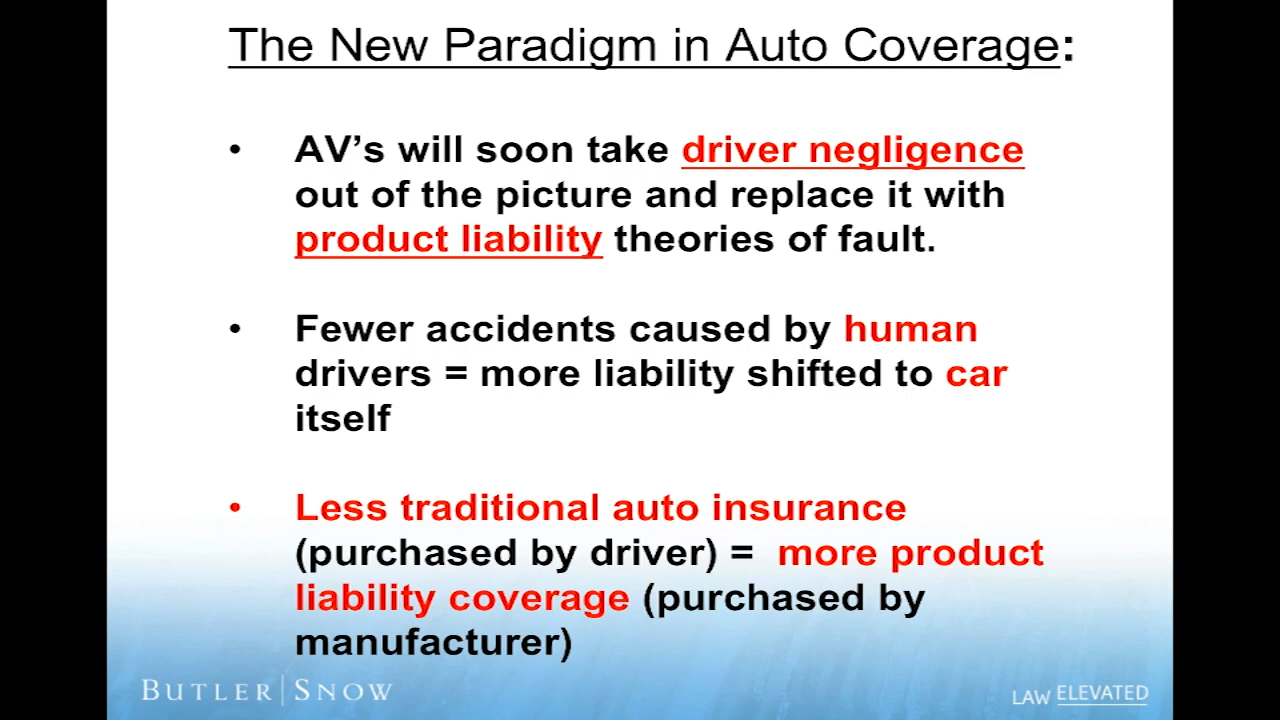 The New Paradigm in Auto Coverage:
• AV’s will soon take driver negligence
out of the picture and replace it with
product liability theories of fault.
• Fewer accidents caused by human
drivers = more liability shifted to car
itself
• Less traditional auto insurance
(purchased by driver) = more product
liability coverage (purchased by
manufacturer)
BUTLER | SNOW
LAW ELEVATED